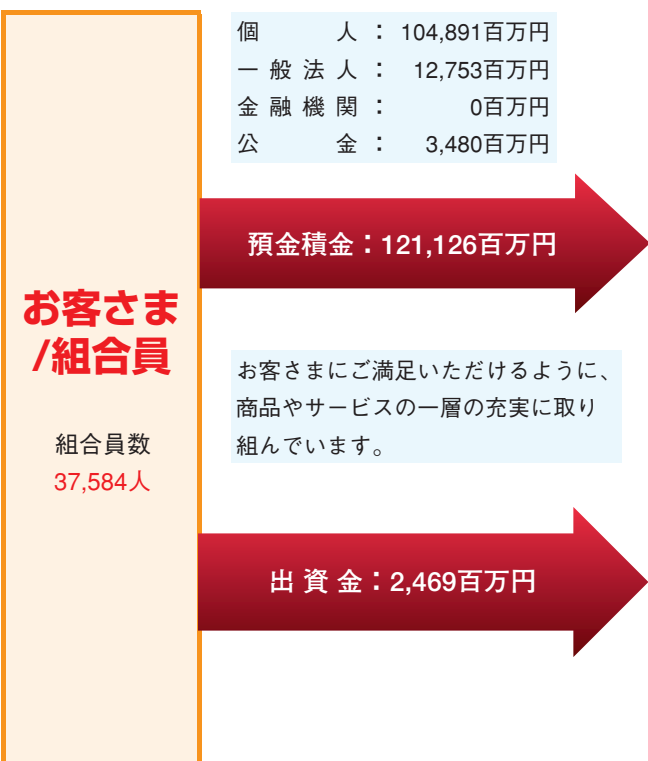 個人：104,891百万円
一般法人：12,753百万円
金融機関：0百万円
公金：3,480百万円
預金積金：121,126百万円
お客さま
/組合員
組合員数
37,584人
お客さまにご満足いただけるように、
商品やサービスの一層の充実に取り
組んでいます。
出資金：2,469百万円